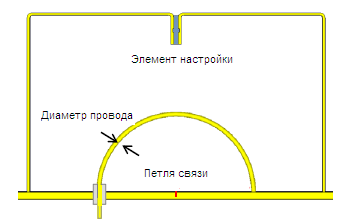 Элемент настройки
Диаметр провода
Петля связи